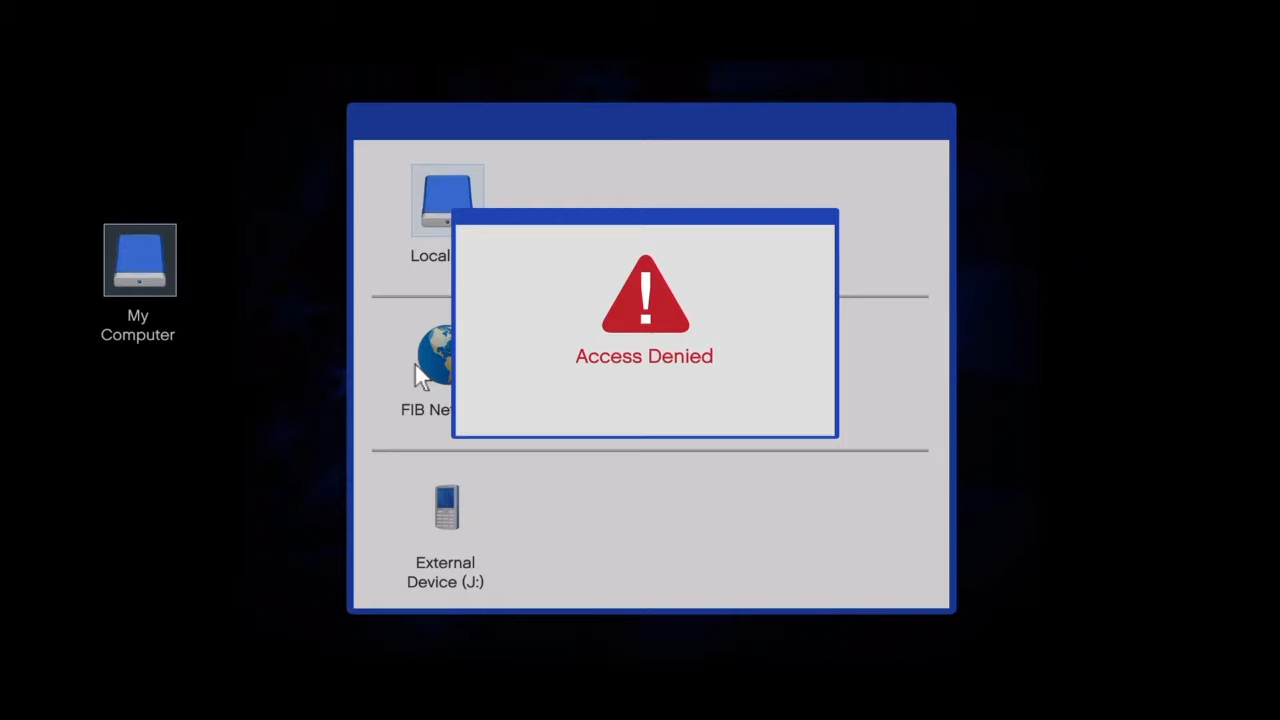 My
Computer
Local
Access Denied
FIB Ne
External
Device (J:)